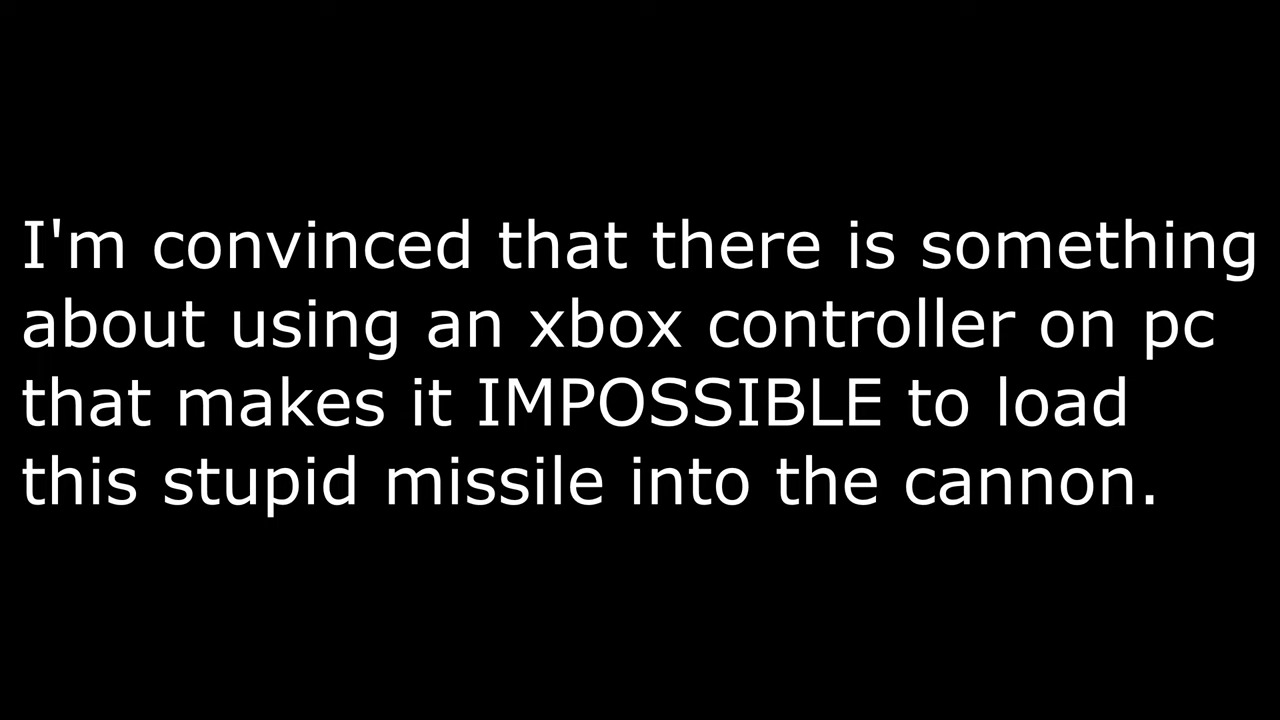 I'm convinced that there is something
about using an xbox controller on pc
that makes it IMPOSSIBLE to load
this stupid missile into the cannon.